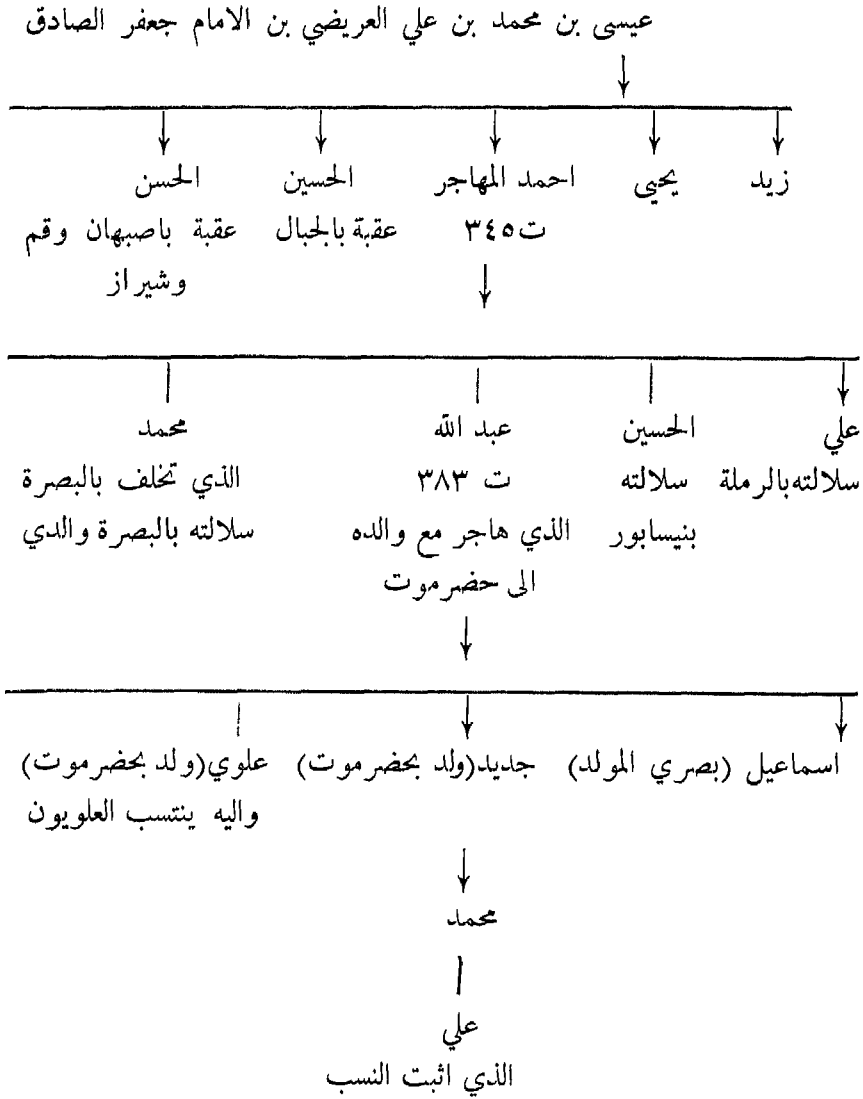 عيسى بن محمد بن علي العريضي بن الامام جعفر الصادق
زيد يحيى احمد المهاجر الحسين الحسن
ت ٣٤٥ عقبة بالجبال عقبة باصبهان وقم
وشيراز
علي الحسين عبد الله محمد
سلالته بالرملة سلالته ت ٣٨٣ الذي تخلف بالبصرة
بنيسابور الذي هاجر مع والده سلالته بالبصرة والدي
الى حضرموت
اسماعيل (بصري المولد) جديد (ولد بحضرموت) علوي (ولد بحضرموت)
واليه ينتسب العلويون
محمد
علي
الذي اثبت النسب